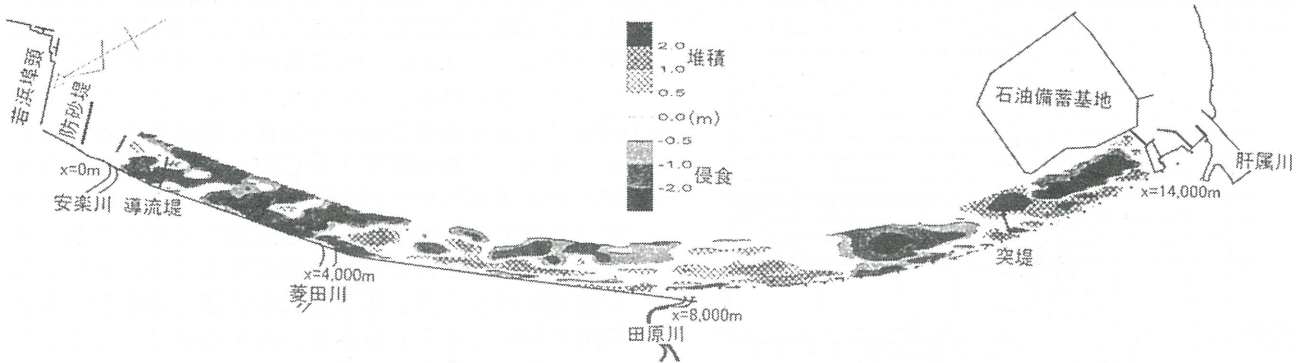 若浜埠頭
防砂堤
x=0m
安楽川
導流堤
x=4,000m
菱田川
2.0
堆積
1.0
0.5
0.0(m)
-0.5
-1.0
侵食
-2.0
田原川
x=8,000m
石油備蓄基地
突堤
x=14,000m
肝属川